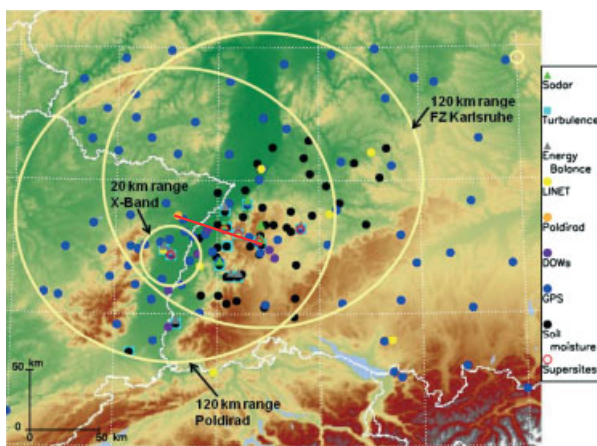 120 km range
FZ Karlsruhe
20 km range
X-Band
120 km range
Poldirad
50
km
0
0
50 km
Sodar
Turbulence
Energy
Balance
LINET
Poldirad
DOWs
GPS
Soil
moisture
Supersites